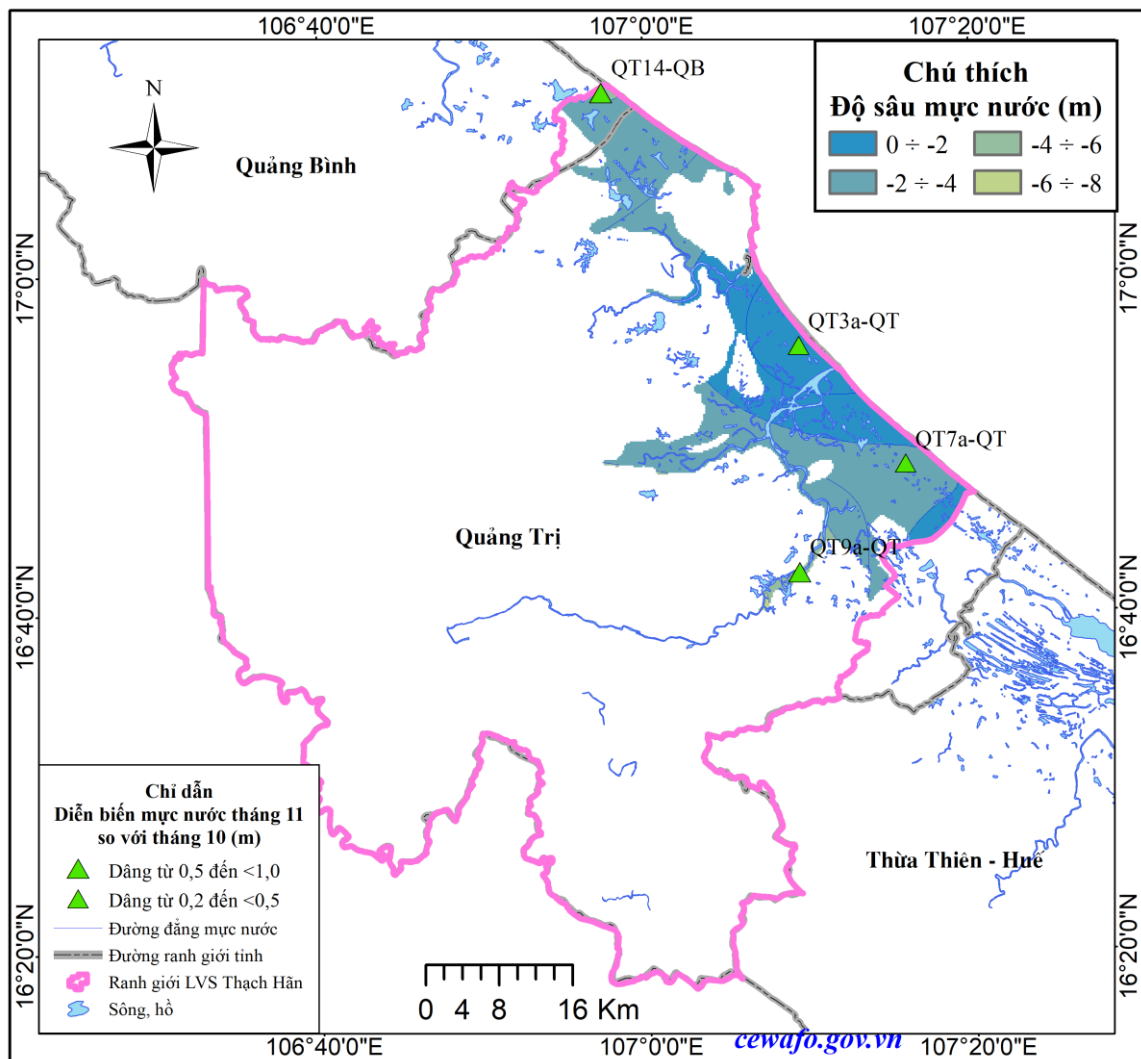 106°40'0"E 107°0'0"E 107°20'0"E
N
QT14-QB
Chú thích
Độ sâu mực nước (m)
0 ÷ -2 -4 ÷ -6
-2 ÷ -4 -6 ÷ -8
Quảng Bình
17°0'0"N 17°0'0"N
QT3a-QT
QT7a-QT
Quảng Trị
QT9a-QT
16°40'0"N 16°40'0"N
Thừa Thiên - Huế
Chỉ dẫn
Diễn biến mực nước tháng 11
so với tháng 10 (m)
Dâng từ 0,5 đến <1,0
Dâng từ 0,2 đến <0,5
Đường đẳng mực nước
Đường ranh giới tỉnh
Ranh giới LVS Thạch Hãn
Sông, hồ
16°20'0"N 16°20'0"N
0 4 8 16 Km
cewafo.gov.vn
106°40'0"E 107°0'0"E 107°20'0"E